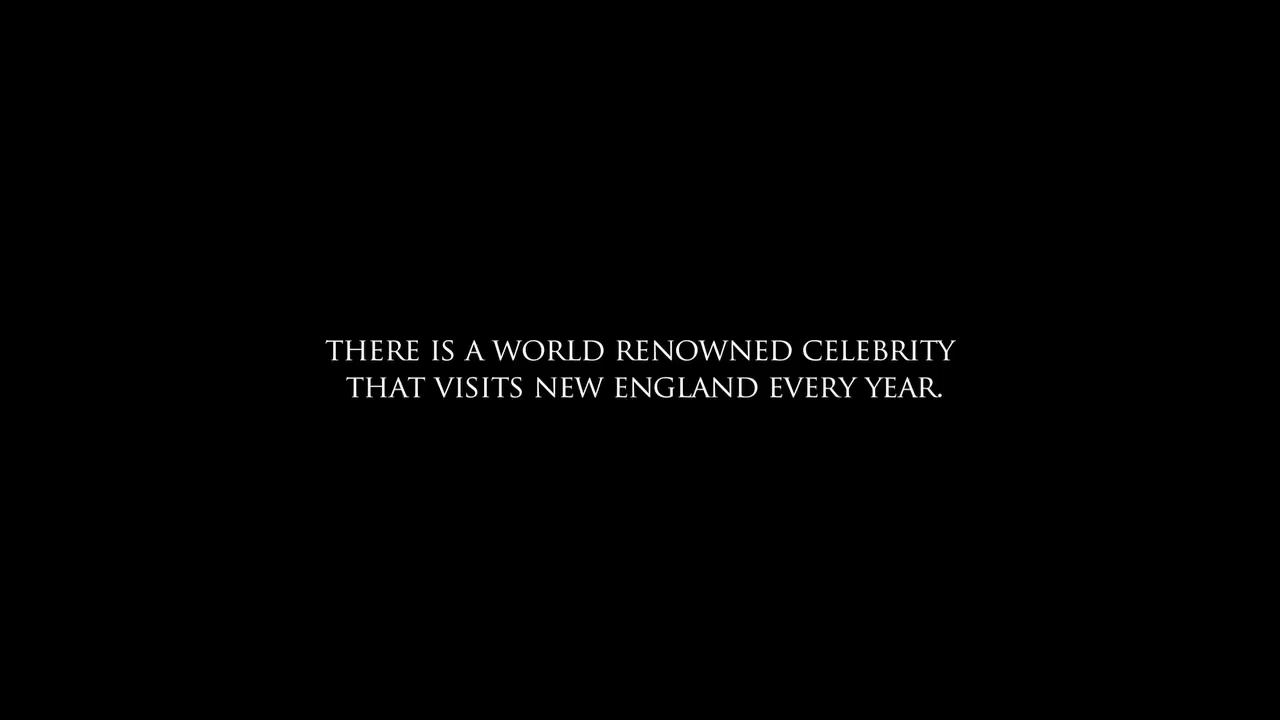 THERE IS A WORLD RENOWNED CELEBRITY
THAT VISITS NEW ENGLAND EVERY YEAR.